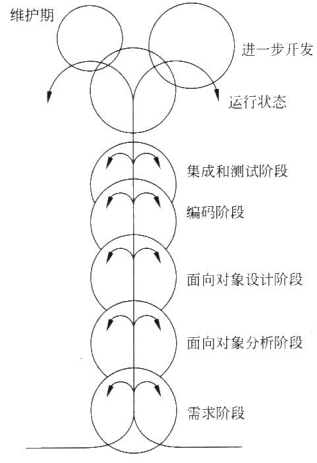 维护期
进一步开发
运行状态
集成和测试阶段
编码阶段
面向对象设计阶段
面向对象分析阶段
需求阶段